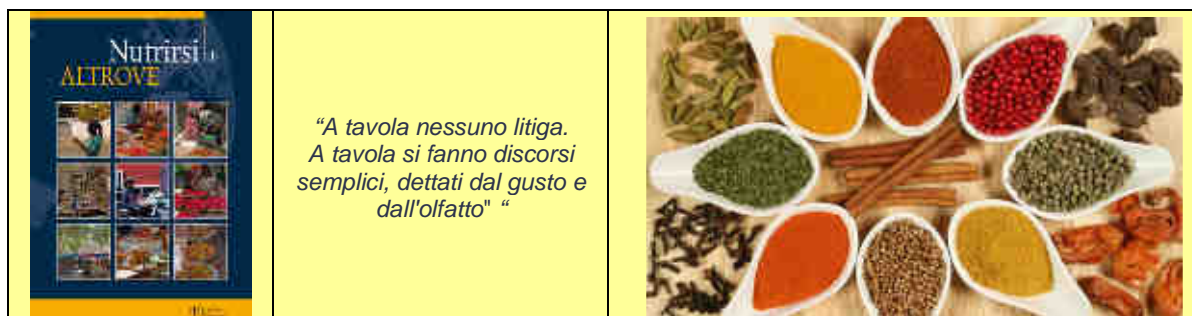 Nutrirsi
ALTROVE
“A tavola nessuno litiga.
A tavola si fanno discorsi
semplici, dettati dal gusto e
dall'olfatto" “